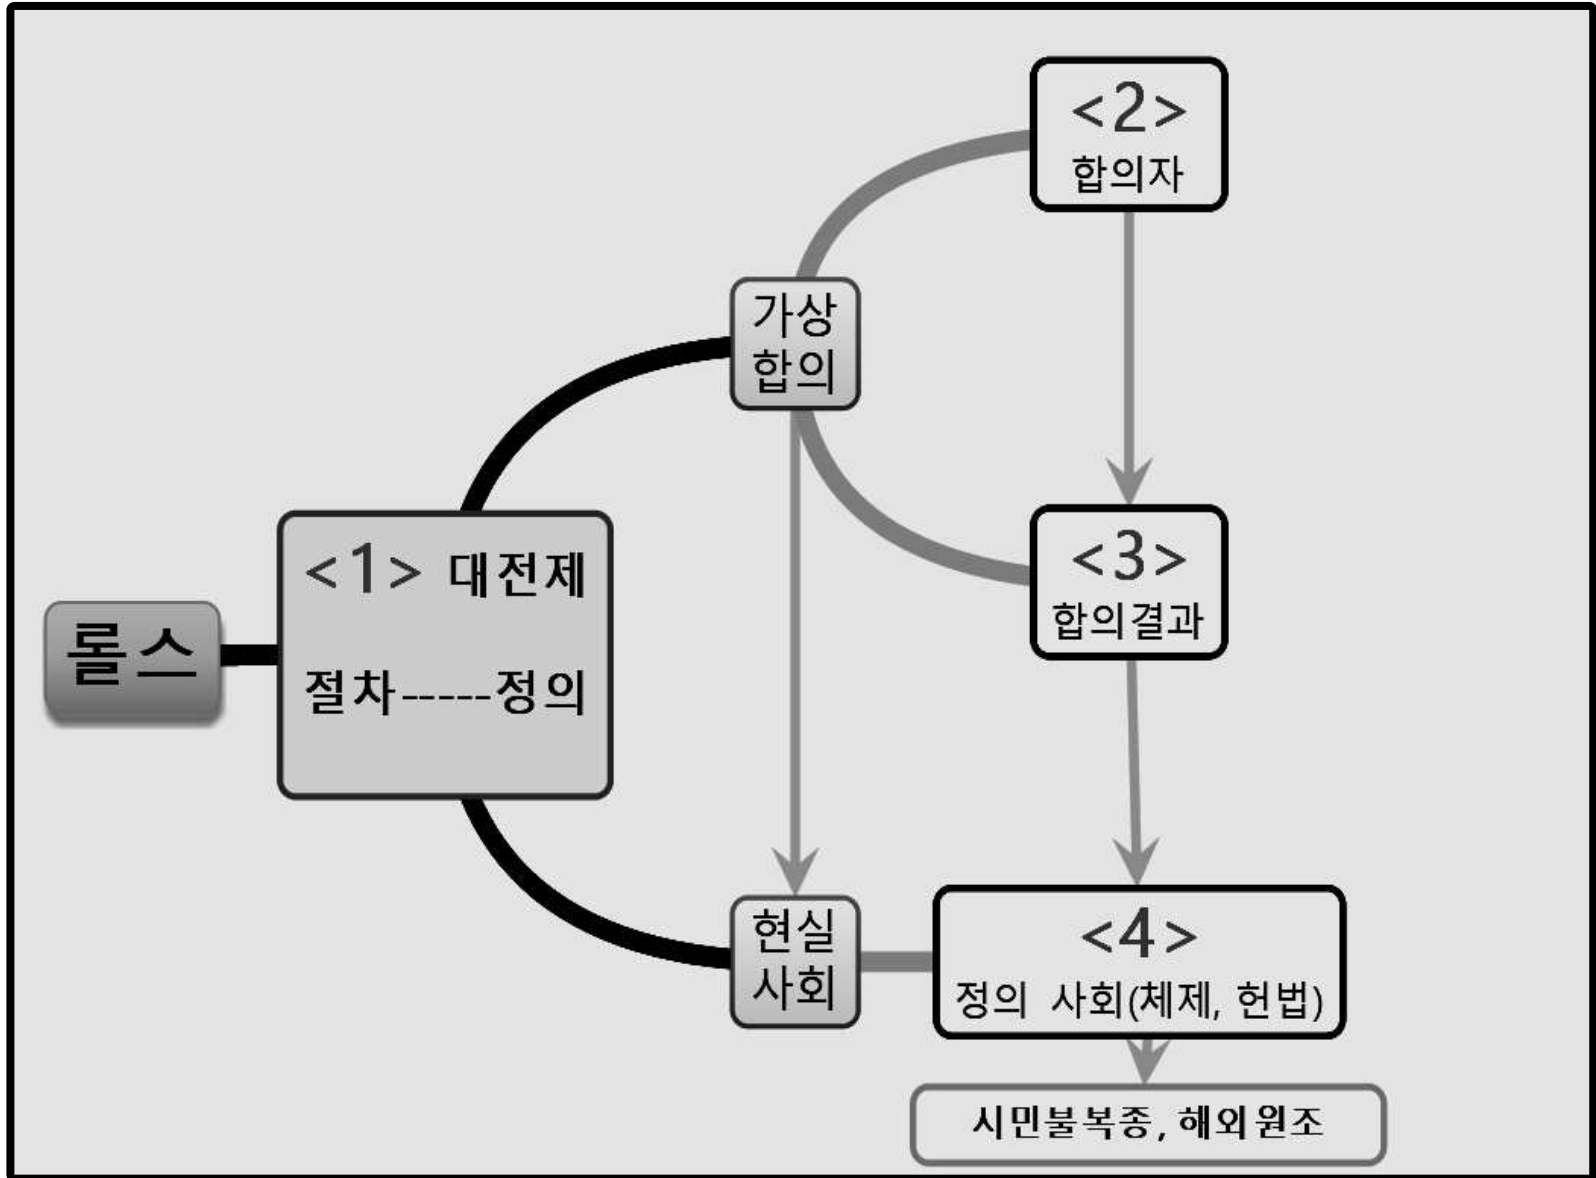 <2>
합의자
가상
합의
<1> 대전제
<3>
합의결과
롤스
절차-----정의
현실
사회
<4>
정의 사회(체제, 헌법)
시민불복종, 해외원조